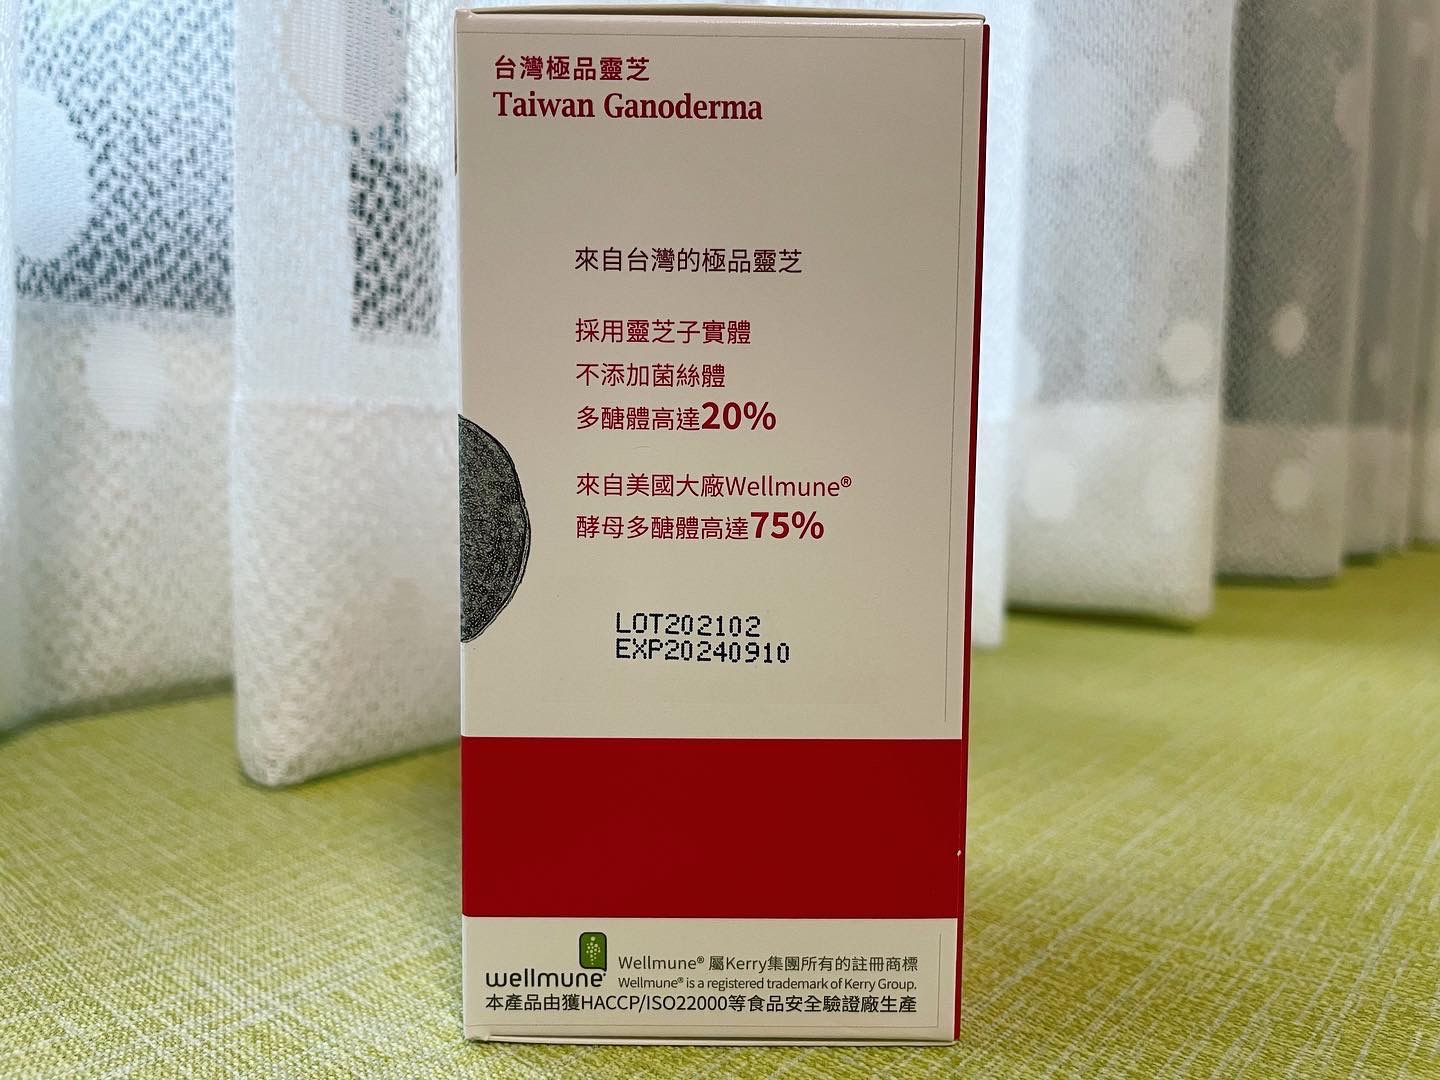 台灣極品靈芝
Taiwan Ganoderma
來自台灣的極品靈芝
採用靈芝子實體
不添加菌絲體
多醣體高達20%
來自美國大廠Wellmune®
酵母多醣體高達75%
LOT202102
EXP20240910
wellmune®
Wellmune® 屬Kerry集團所有的註冊商標
Wellmune® is a registered trademark of Kerry Group.
本產品由獲HACCP/ISO22000等食品安全驗證廠生產